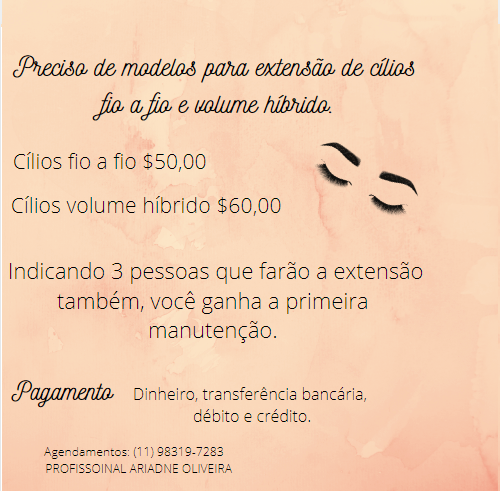 Preciso de modelos para extensão de cílios
fio a fio e volume híbrido.
Cílios fio a fio $50,00
Cílios volume híbrido $60,00
Indicando 3 pessoas que farão a extensão
também, você ganha a primeira
manutenção.
Pagamento Dinheiro, transferência bancária,
débito e crédito.
Agendamentos: (11) 98319-7283
PROFISSOINAL ARIADNE OLIVEIRA